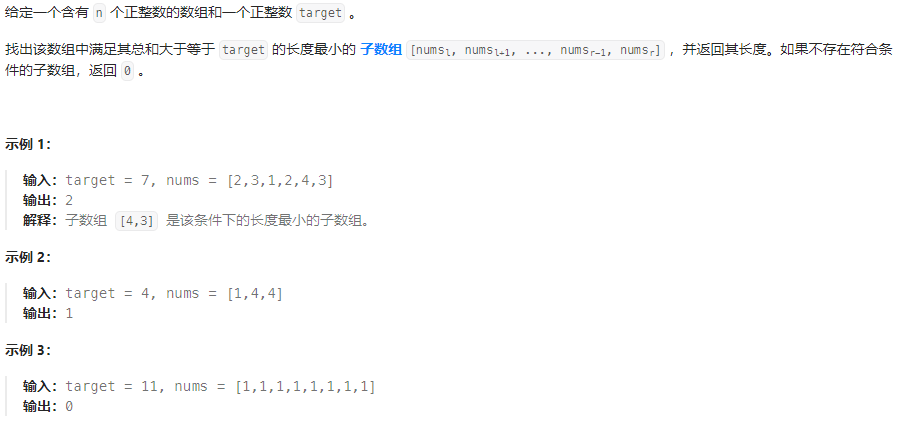 给定一个含有 n 个正整数的数组和一个正整数 target 。
找出该数组中满足其总和大于等于 target 的长度最小的 子数组 [numsl, numsl+1, ..., numsr-1, numsr] ，并返回其长度。如果不存在符合条
件的子数组，返回 0 。
示例 1：
输入：target = 7, nums = [2,3,1,2,4,3]
输出：2
解释：子数组 [4,3] 是该条件下的长度最小的子数组。
示例 2：
输入：target = 4, nums = [1,4,4]
输出：1
示例 3：
输入：target = 11, nums = [1,1,1,1,1,1,1,1]
输出：0